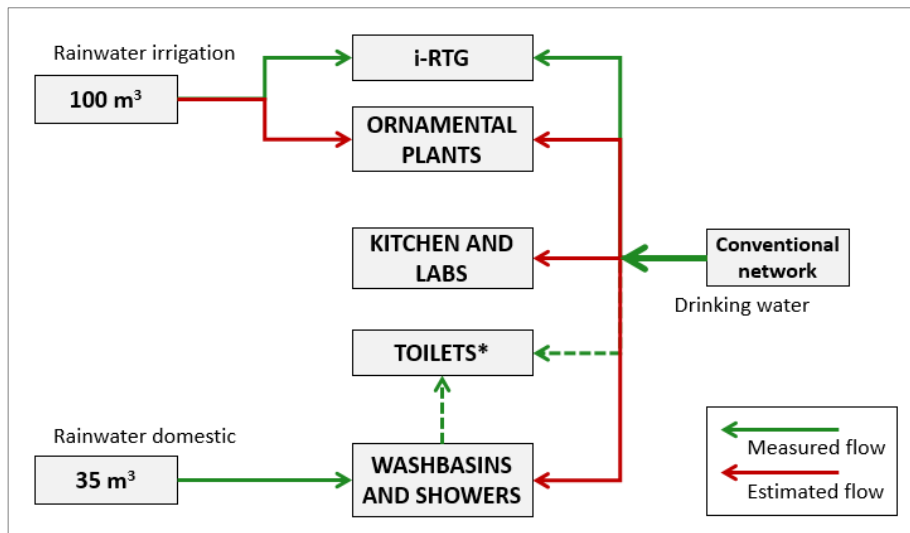 Rainwater irrigation
100 m³
i-RTG
ORNAMENTAL
PLANTS
KITCHEN AND
LABS
Conventional
network
Drinking water
TOILETS*
Rainwater domestic
35 m³
WASHBASINS
AND SHOWERS
Measured flow
Estimated flow